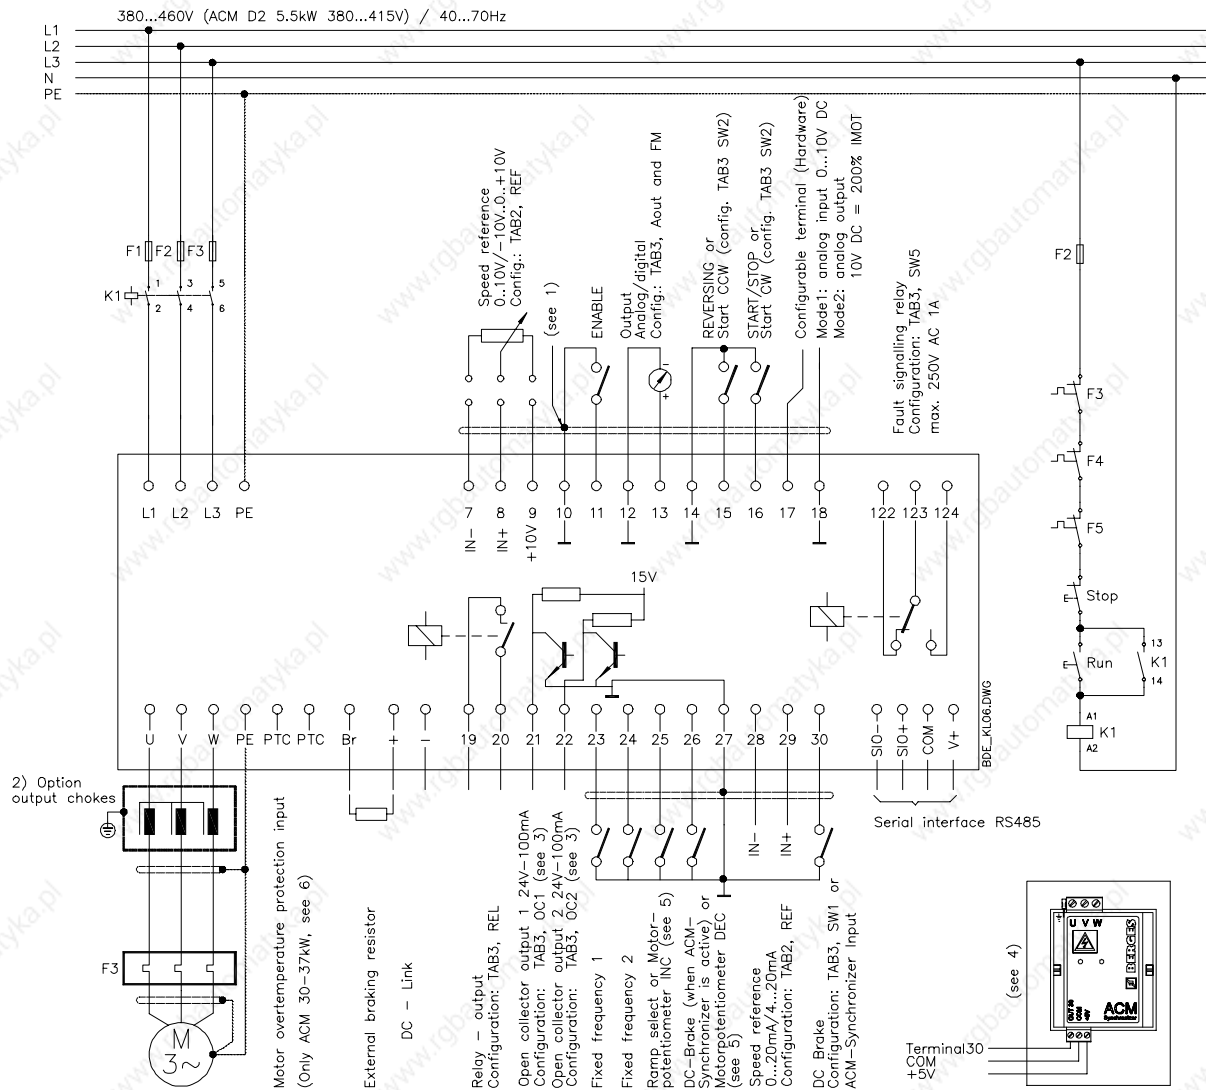 380...460V (ACM D2 5.5kW 380...415V) / 40...70Hz
L1
L2
L3
N
PE
F1
F2
F3
K1
1
2
3
4
5
6
Speed reference
0..10V/-10V..0..+10V
Config.: TAB2, REF
(see 1)
ENABLE
Output
Analog/digital
Config.: TAB3, Aout and FM
-
+
REVERSING or
Start CCW (config. TAB3 SW2)
START/STOP or
Start CW (config. TAB3 SW2)
Configurable terminal (Hardware)
Mode1: analog input 0...10V DC
Mode2: analog output
10V DC = 200% IMOT
Fault signalling relay
Configuration: TAB3, SW5
max. 250V AC 1A
F2
F3
F4
F5
Stop
Run
13
14
K1
A1
K1
A2
L1 L2 L3 PE
7 8 9 10 11 12 13 14 15 16 17 18
122 123 124
IN-
IN+
+10V
15V
BDE_KL06.DWG
U V W PE PTC PTC Br + -
19 20 21 22 23 24 25 26 27 28 29 30
SIO-
SIO+
COM
V+
Serial interface RS485
2) Option
output chokes
F3
M
3~
Motor overtemperature protection input
(Only ACM 30-37kW, see 6)
External braking resistor
DC - Link
Relay - output
Configuration: TAB3, REL
Open collector output 1 24V-100mA
Configuration: TAB3, OC1 (see 3)
Open collector output 2 24V-100mA
Configuration: TAB3, OC2 (see 3)
Fixed frequency 1
Fixed frequency 2
Ramp select or Motor-
potentiometer INC (see 5)
DC-Brake (when ACM-
Synchronizer is active) or
Motorpotentiometer DEC
(see 5)
IN-
IN+
Speed reference
0...20mA/4...20mA
Configuration: TAB2, REF
DC Brake
Configuration: TAB3, SW1 or
ACM-Synchronizer Input
(see 4)
U V W
BERGES
OUT 30
COM
+5V
ACM
Synchronizer
Terminal30
COM
+5V
www.rgbautomatyka.pl